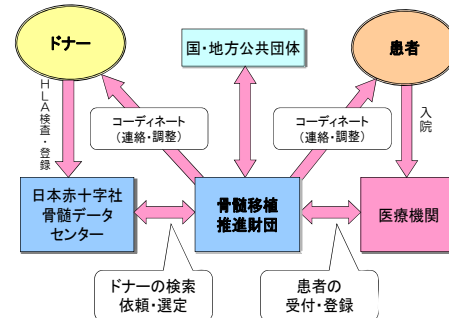 ドナー
国・地方公共団体
患者
HLA検査・登録
コーディネート
(連絡・調整)
コーディネート
(連絡・調整)
入院
日本赤十字社
骨髄データ
センター
骨髄移植
推進財団
医療機関
ドナーの検索
依頼・選定
患者の
受付・登録